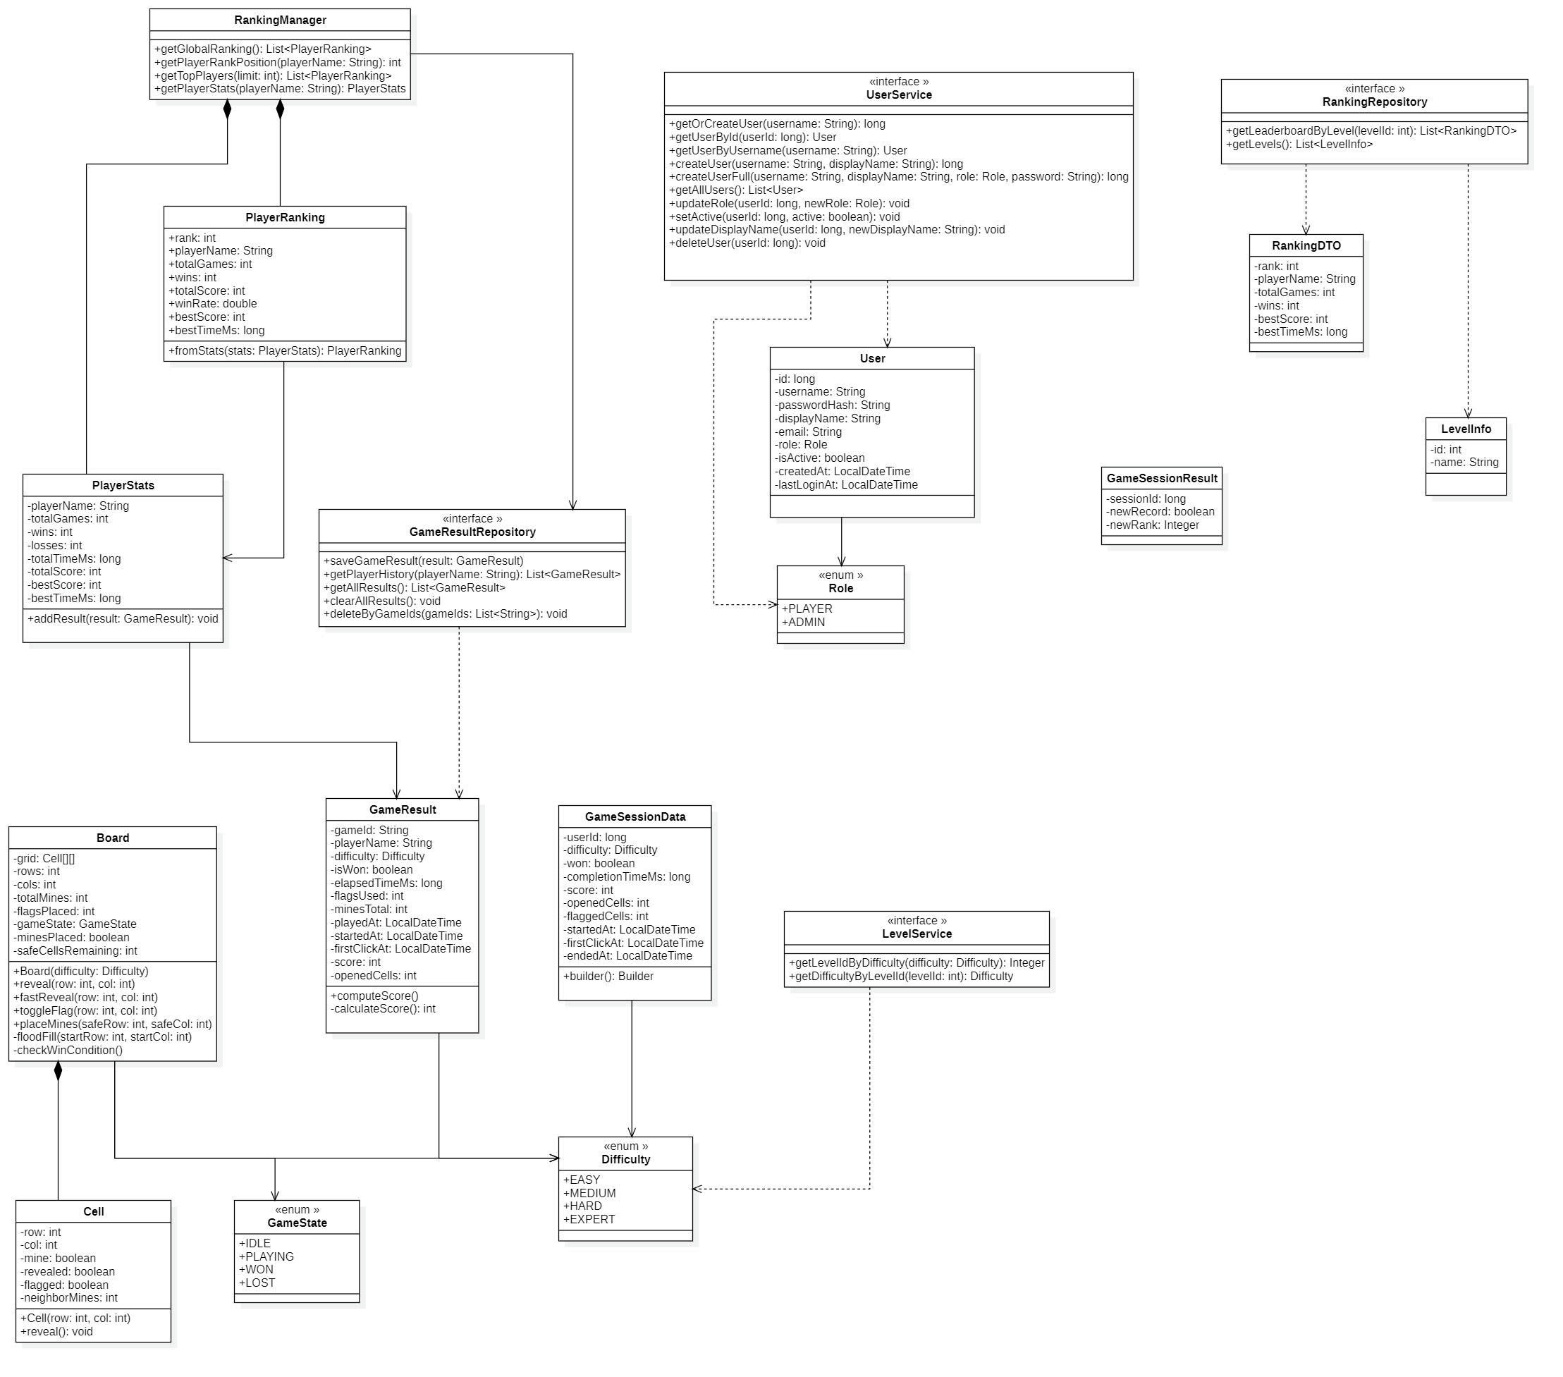 RankingManager
+getGlobalRanking(): List<PlayerRanking>
+getPlayerRankPosition(playerName: String): int
+getTopPlayers(limit: int): List<PlayerRanking>
+getPlayerStats(playerName: String): PlayerStats
«interface »
UserService
+getOrCreateUser(username: String): long
+getUserById(userId: long): User
+getUserByUsername(username: String): User
+createUser(username: String, displayName: String): long
+createUserFull(username: String, displayName: String, role: Role, password: String): long
+getAllUsers(): List<User>
+updateRole(userId: long, newRole: Role): void
+setActive(userId: long, active: boolean): void
+updateDisplayName(userId: long, newDisplayName: String): void
+deleteUser(userId: long): void
«interface »
RankingRepository
+getLeaderboardByLevel(levelId: int): List<RankingDTO>
+getLevels(): List<LevelInfo>
PlayerRanking
+rank: int
+playerName: String
+totalGames: int
+wins: int
+totalScore: int
+winRate: double
+bestScore: int
+bestTimeMs: long
+fromStats(stats: PlayerStats): PlayerRanking
RankingDTO
-rank: int
-playerName: String
-totalGames: int
-wins: int
-bestScore: int
-bestTimeMs: long
User
-id: long
-username: String
-passwordHash: String
-displayName: String
-email: String
-role: Role
-isActive: boolean
-createdAt: LocalDateTime
-lastLoginAt: LocalDateTime
LevelInfo
-id: int
-name: String
PlayerStats
-playerName: String
-totalGames: int
-wins: int
-losses: int
-totalTimeMs: long
-totalScore: int
-bestScore: int
-bestTimeMs: long
+addResult(result: GameResult): void
«interface »
GameResultRepository
+saveGameResult(result: GameResult)
+getPlayerHistory(playerName: String): List<GameResult>
+getAllResults(): List<GameResult>
+clearAllResults(): void
+deleteByGameIds(gameIds: List<String>): void
GameSessionResult
-sessionId: long
-newRecord: boolean
-newRank: Integer
«enum »
Role
+PLAYER
+ADMIN
Board
-grid: Cell[][]
-rows: int
-cols: int
-totalMines: int
-flagsPlaced: int
-gameState: GameState
-minesPlaced: boolean
-safeCellsRemaining: int
+Board(difficulty: Difficulty)
+reveal(row: int, col: int)
+fastReveal(row: int, col: int)
+toggleFlag(row: int, col: int)
+placeMines(safeRow: int, safeCol: int)
-floodFill(startRow: int, startCol: int)
-checkWinCondition()
GameResult
-gameId: String
-playerName: String
-difficulty: Difficulty
-isWon: boolean
-elapsedTimeMs: long
-flagsUsed: int
-minesTotal: int
-playedAt: LocalDateTime
-startedAt: LocalDateTime
-firstClickAt: LocalDateTime
-score: int
-openedCells: int
+computeScore()
-calculateScore(): int
GameSessionData
-userId: long
-difficulty: Difficulty
-won: boolean
-completionTimeMs: long
-score: int
-openedCells: int
-flaggedCells: int
-startedAt: LocalDateTime
-firstClickAt: LocalDateTime
-endedAt: LocalDateTime
+builder(): Builder
«interface »
LevelService
+getLevelIdByDifficulty(difficulty: Difficulty): Integer
+getDifficultyByLevelId(levelId: int): Difficulty
«enum »
Difficulty
+EASY
+MEDIUM
+HARD
+EXPERT
Cell
-row: int
-col: int
-mine: boolean
-revealed: boolean
-flagged: boolean
-neighborMines: int
+Cell(row: int, col: int)
+reveal(): void
«enum »
GameState
+IDLE
+PLAYING
+WON
+LOST